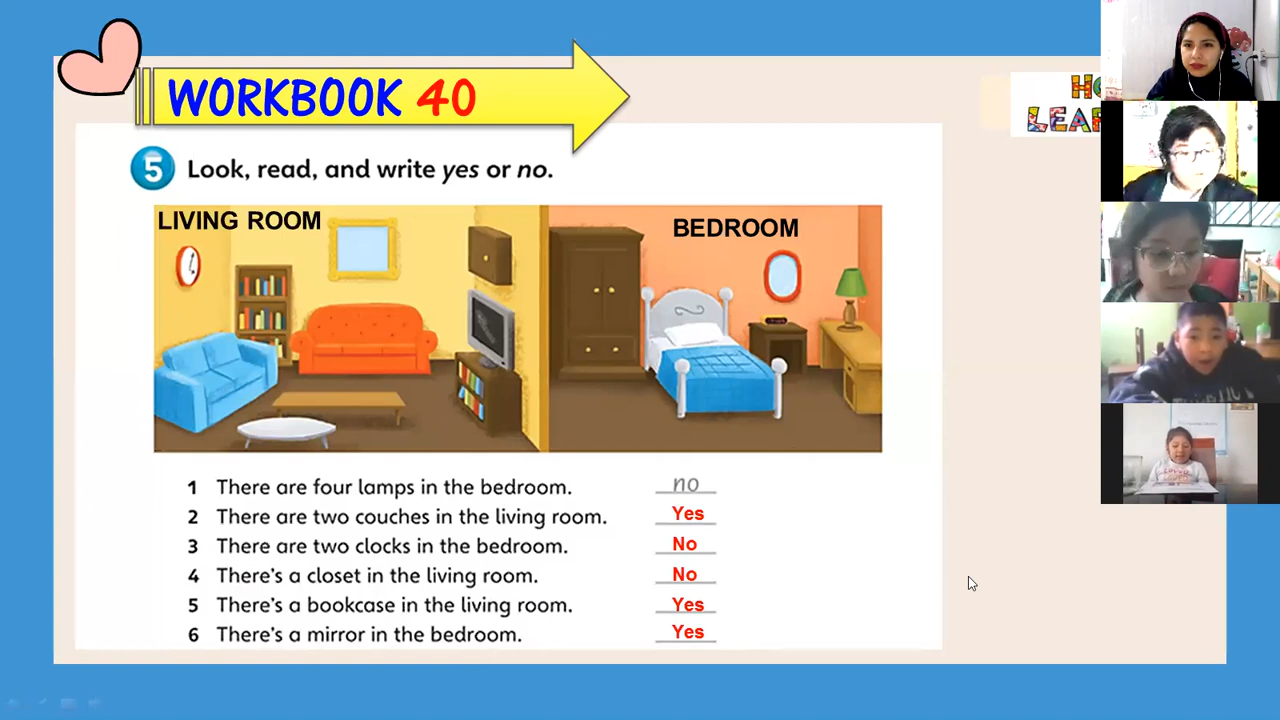 WORKBOOK 40
5 Look, read, and write yes or no.
LIVING ROOM
BEDROOM
1 There are four lamps in the bedroom. no
2 There are two couches in the living room. Yes
3 There are two clocks in the bedroom. No
4 There's a closet in the living room. No
5 There's a bookcase in the living room. Yes
6 There's a mirror in the bedroom. Yes